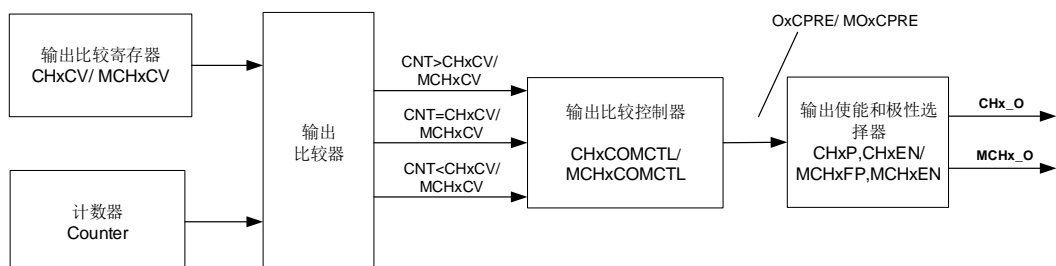 输出比较寄存器
CHxCV/ MCHxCV
计数器
Counter
输出
比较器
CNT>CHxCV/
MCHxCV
CNT=CHxCV/
MCHxCV
CNT<CHxCV/
MCHxCV
输出比较控制器
CHxCOMCTL/
MCHxCOMCTL
OxCPRE/ MOxCPRE
输出使能和极性选
择器
CHxP,CHxEN/
MCHxFP,MCHxEN
CHx_O
MCHx_O